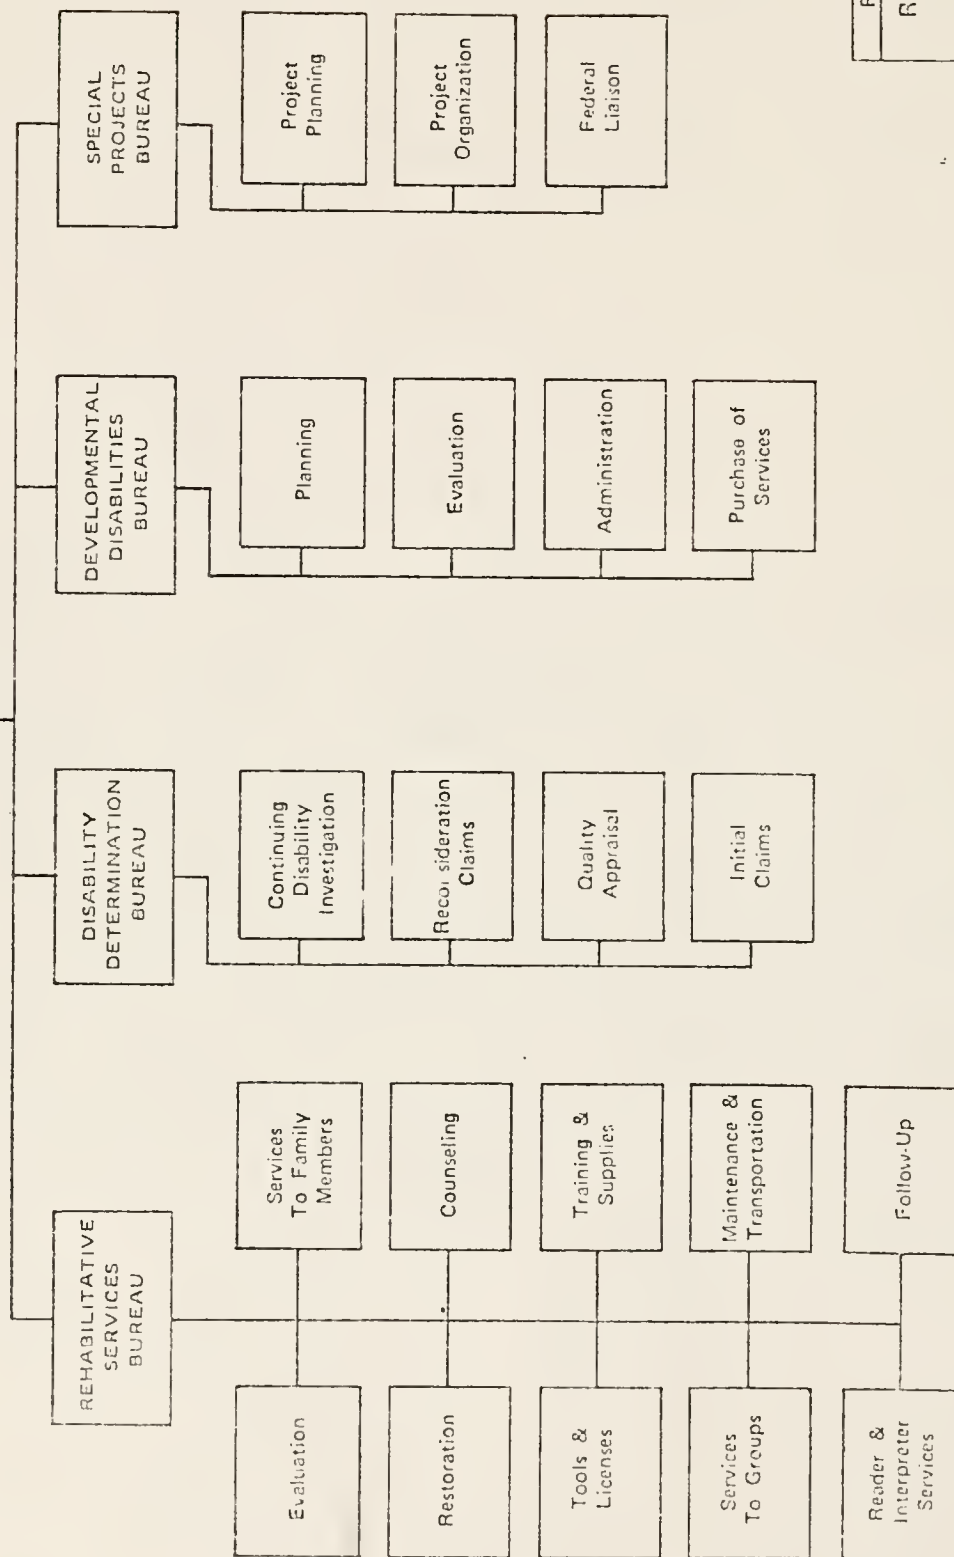 REHABILITATIVE
SERVICES
BUREAU
Evaluation
Services
To Family
Members
Restoration
Counseling
Tools &
Licenses
Training &
Supplies
Services
To Groups
Maintenance &
Transportation
Reader &
Interpreter
Services
Follow-Up
DISABILITY
DETERMINATION
BUREAU
Continuing
Disability
Investigation
Recor sideration
Claims
Quality
Appraisal
Initial
Claims
DEVELOPMENTAL
DISABILITIES
BUREAU
Planning
Evaluation
Administration
Purchase of
Services
SPECIAL
PROJECTS
BUREAU
Project
Planning
Project
Organization
Federal
Liaison